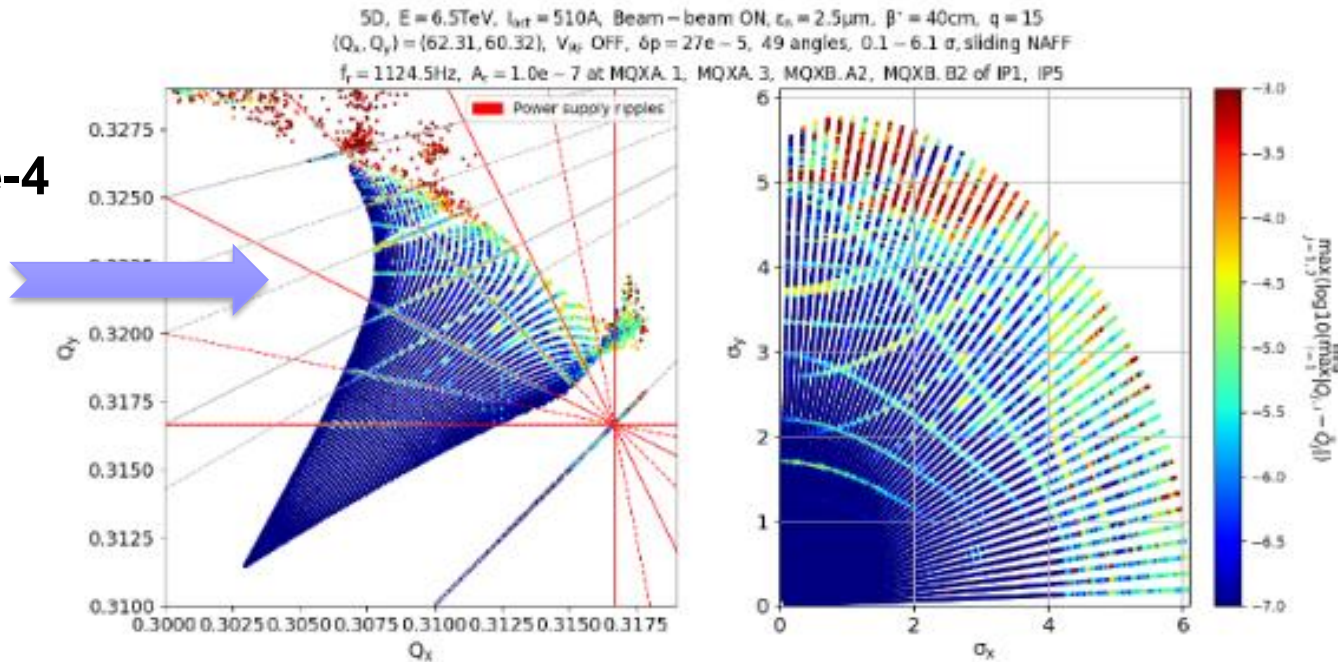 5D, E = 6.5TeV, I_oct = 510A, Beam−beam ON, ε_n = 2.5μm, β* = 40cm, q = 15
(Q_x, Q_y) = (62.31, 60.32), V_RF OFF, δp = 27e−5, 49 angles, 0.1−6.1 σ, sliding NAFF
f_r = 1124.5Hz, A_r = 1.0e−7 at MQXA.1, MQXA.3, MQXB.A2, MQXB.B2 of IP1, IP5
e-4
Power supply ripples
0.3275
0.3250
0.3200
0.3175
0.3150
0.3125
0.3100
Q_y
0.3000 0.3025 0.3050 0.3075 0.3100 0.3125 0.3150 0.3175
Q_x
6
5
4
3
2
1
0
σ_y
0 2 4 6
σ_x
−3.0
−3.5
−4.0
−4.5
−5.0
−5.5
−6.0
−6.5
−7.0